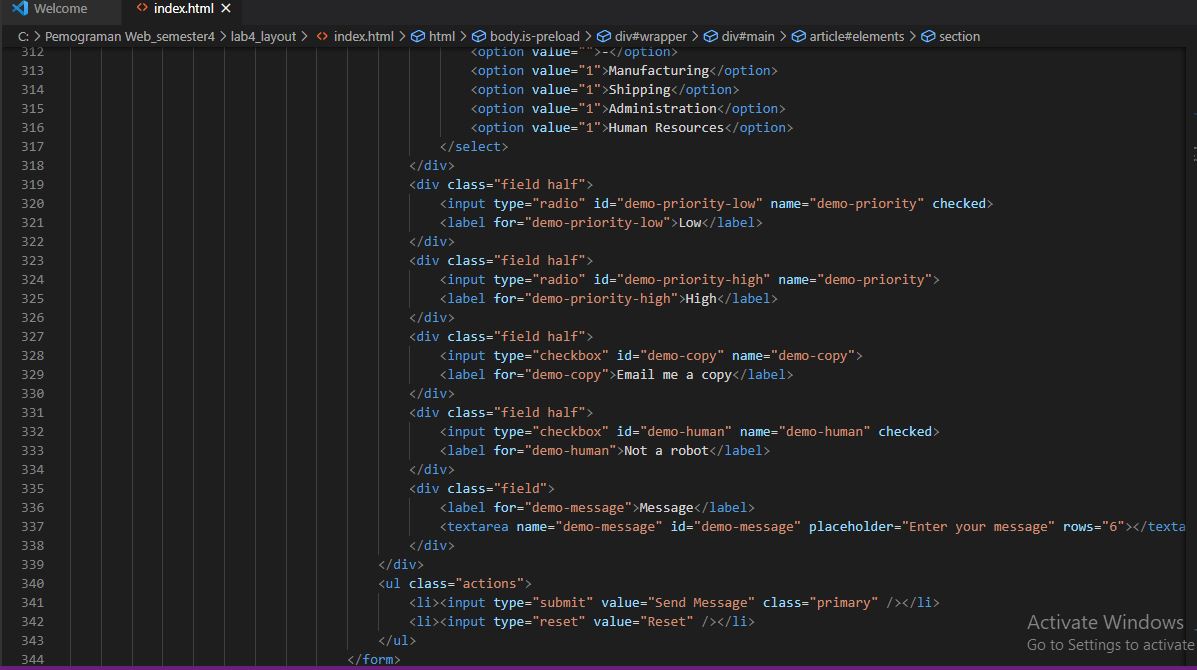 Welcome
index.html
C: > Pemograman Web_semester4 > lab4_layout > index.html > html > body.is-preload > div#wrapper > div#main > article#elements > section
312 <option value="">-</option>
313 <option value="1">Manufacturing</option>
314 <option value="1">Shipping</option>
315 <option value="1">Administration</option>
316 <option value="1">Human Resources</option>
317 </select>
318 </div>
319 <div class="field half">
320 <input type="radio" id="demo-priority-low" name="demo-priority" checked>
321 <label for="demo-priority-low">Low</label>
322 </div>
323 <div class="field half">
324 <input type="radio" id="demo-priority-high" name="demo-priority">
325 <label for="demo-priority-high">High</label>
326 </div>
327 <div class="field half">
328 <input type="checkbox" id="demo-copy" name="demo-copy">
329 <label for="demo-copy">Email me a copy</label>
330 </div>
331 <div class="field half">
332 <input type="checkbox" id="demo-human" name="demo-human" checked>
333 <label for="demo-human">Not a robot</label>
334 </div>
335 <div class="field">
336 <label for="demo-message">Message</label>
337 <textarea name="demo-message" id="demo-message" placeholder="Enter your message" rows="6"></texta
338 </div>
339 </div>
340 <ul class="actions">
341 <li><input type="submit" value="Send Message" class="primary" /></li>
342 <li><input type="reset" value="Reset" /></li>
343 </ul>
344 </form>
Activate Windows
Go to Settings to activate